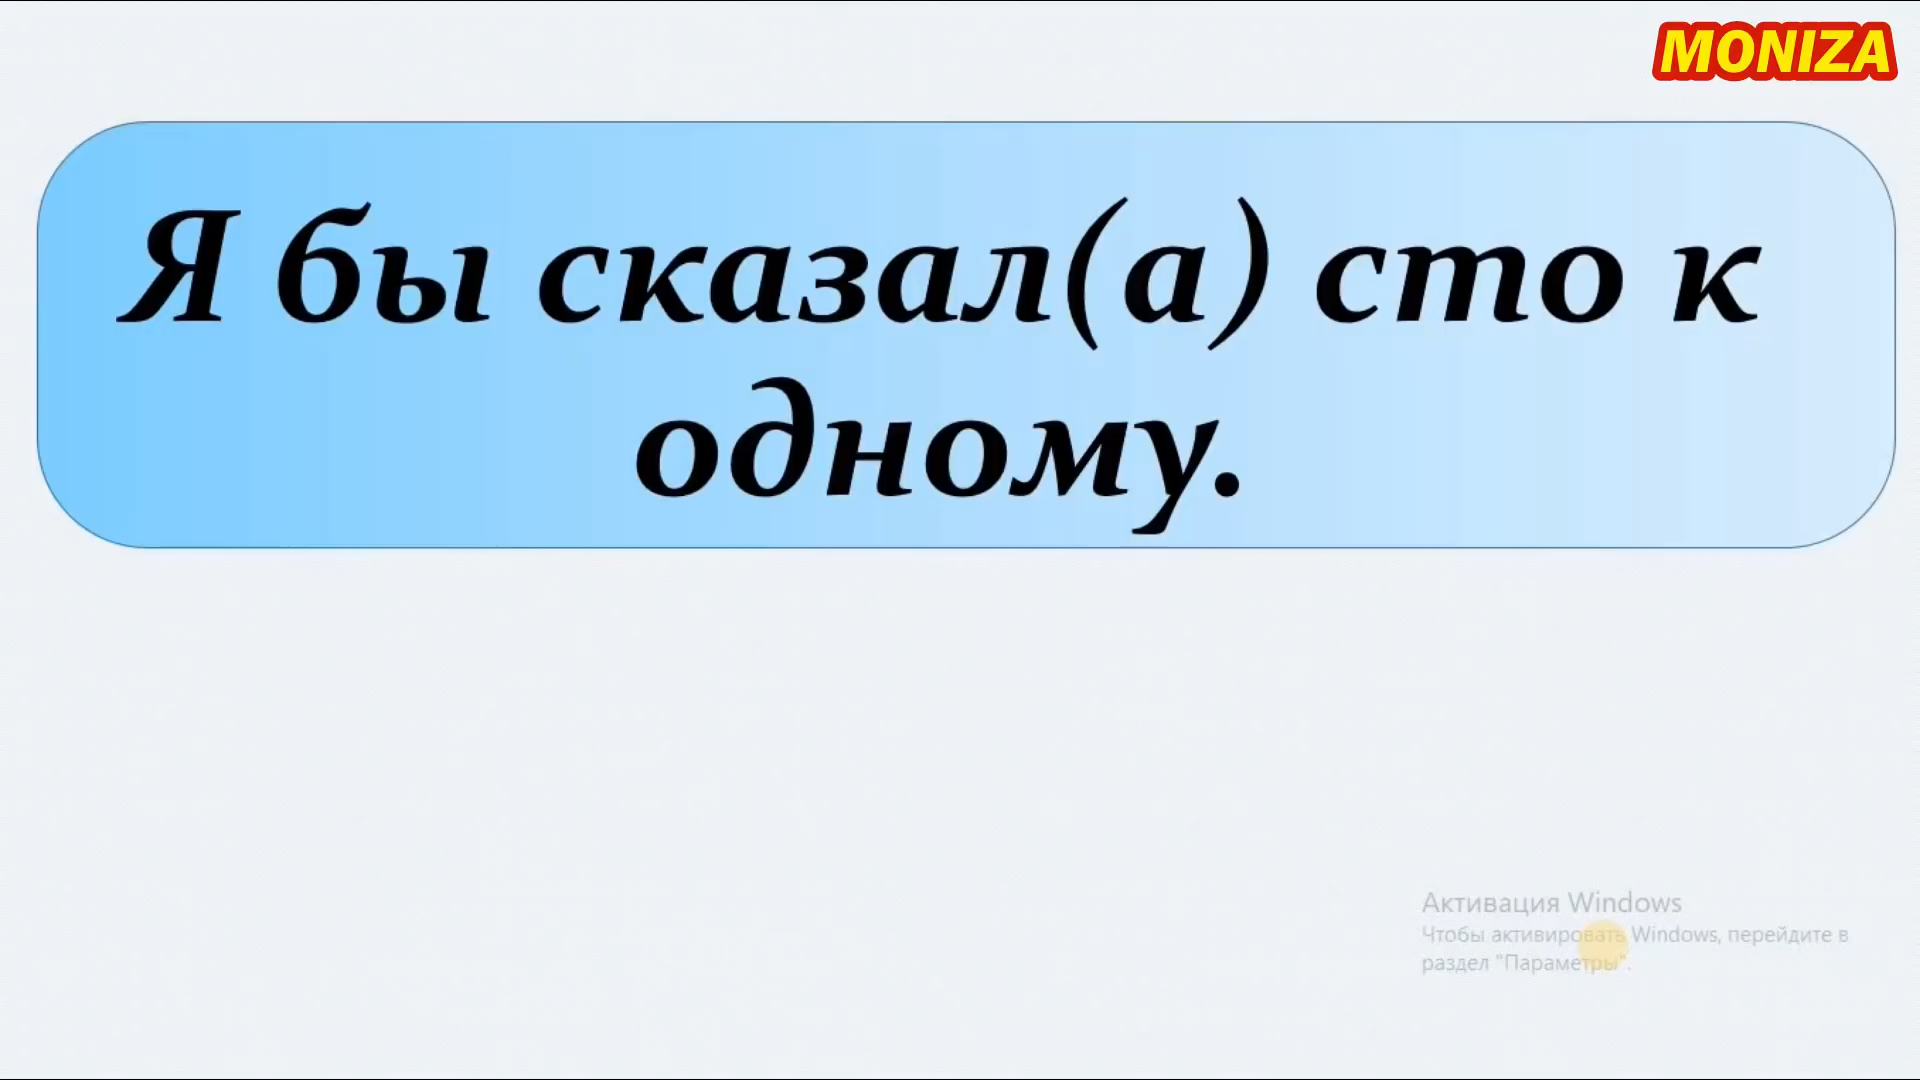 MONIZA
Я бы сказал(а) сто к
одному.
Активация Windows
Чтобы активировать Windows, перейдите в
раздел "Параметры".